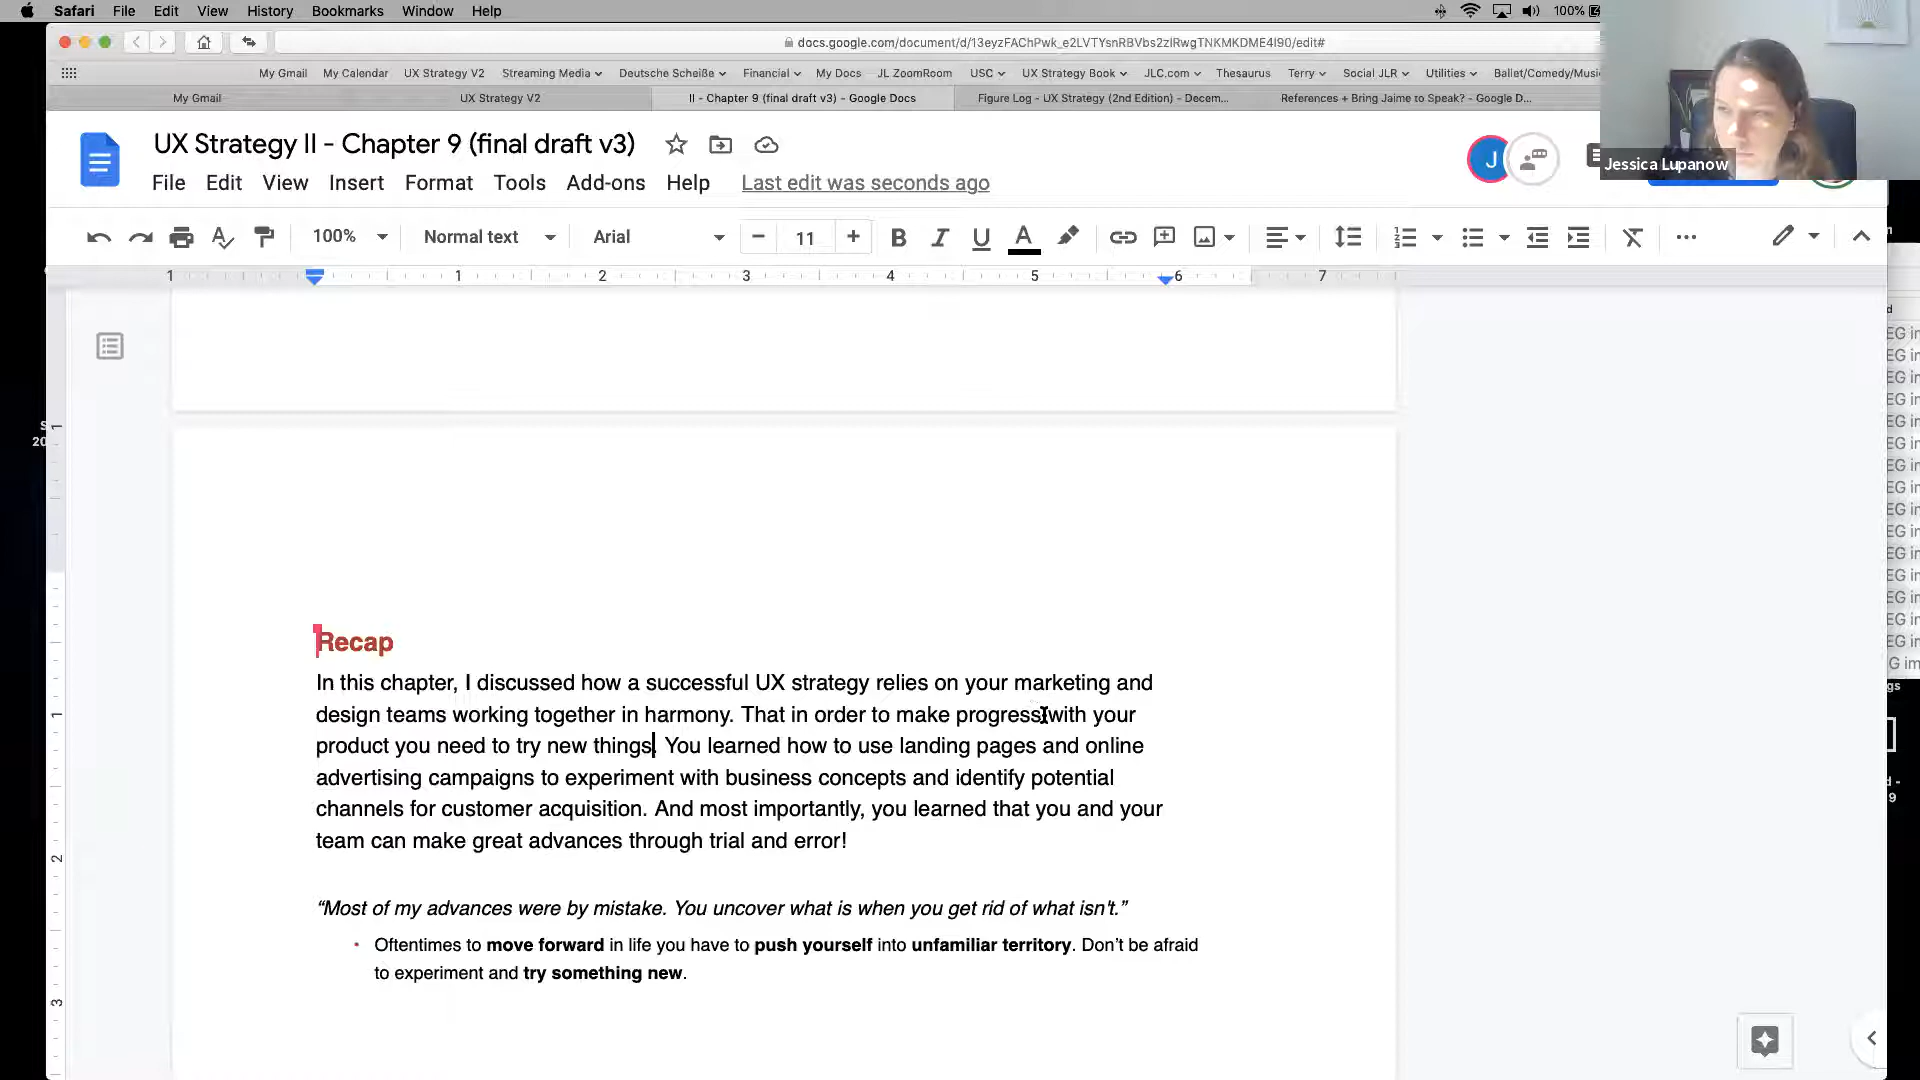 Safari File Edit View History Bookmarks Window Help 100%
docs.google.com/document/d/13eyzFAChPwk_e2LVTYsnRBVbs2zlRwgTNKMKDME4I90/edit#
My Gmail My Calendar UX Strategy V2 Streaming Media Deutsche Scheiße Financial My Docs JL ZoomRoom USC UX Strategy Book JLC.com Thesaurus Terry Social JLR Utilities Ballet/Comedy/Musi
My Gmail UX Strategy V2 II - Chapter 9 (final draft v3) - Google Docs Figure Log - UX Strategy (2nd Edition) - Decem... References + Bring Jaime to Speak? - Google D...
UX Strategy II - Chapter 9 (final draft v3)
J
Jessica Lupanow
File Edit View Insert Format Tools Add-ons Help Last edit was seconds ago
100% Normal text Arial 11 B I U A
1 1 2 3 4 5 6 7
Recap
In this chapter, I discussed how a successful UX strategy relies on your marketing and
design teams working together in harmony. That in order to make progress with your
product you need to try new things. You learned how to use landing pages and online
advertising campaigns to experiment with business concepts and identify potential
channels for customer acquisition. And most importantly, you learned that you and your
team can make great advances through trial and error!
“Most of my advances were by mistake. You uncover what is when you get rid of what isn't.”
• Oftentimes to move forward in life you have to push yourself into unfamiliar territory. Don’t be afraid
to experiment and try something new.
1
1
2
3